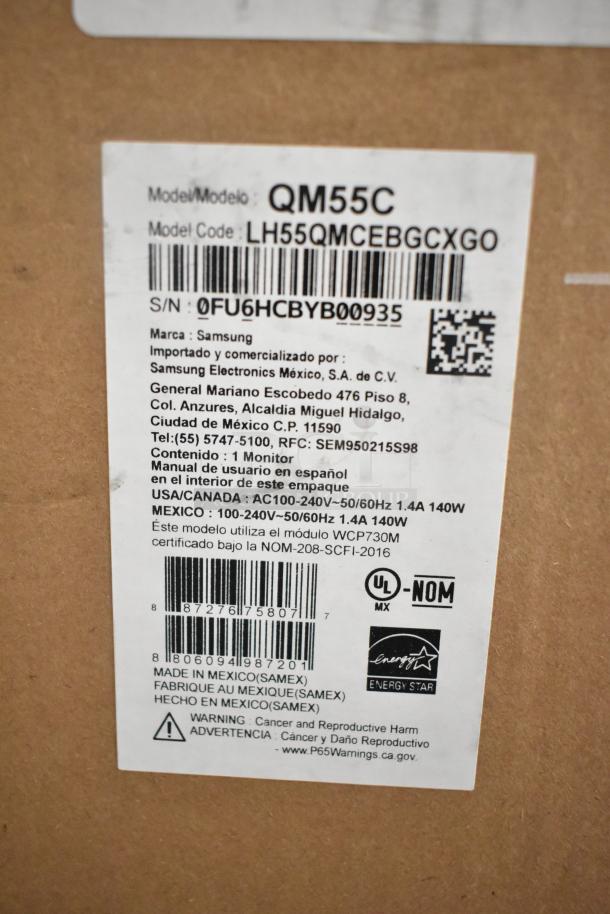 Model/Modelo : QM55C
Model Code : LH55QMCEBGCXGO
S/N : 0FU6HCBYB00935
Marca : Samsung
Importado y comercializado por :
Samsung Electronics México, S.A. de C.V.
General Mariano Escobedo 476 Piso 8,
Col. Anzures, Alcaldia Miguel Hidalgo,
Ciudad de México C.P. 11590
Tel:(55) 5747-5100, RFC: SEM950215S98
Contenido : 1 Monitor
Manual de usuario en español
en el interior de este empaque
USA/CANADA : AC100-240V~50/60Hz 1.4A 140W
MEXICO : 100-240V~50/60Hz 1.4A 140W
Este modelo utiliza el módulo WCP730M
certificado bajo la NOM-208-SCFI-2016
8 87276 75807 7
UL MX -NOM
8 806094 987201
energy
ENERGY STAR
MADE IN MEXICO(SAMEX)
FABRIQUE AU MEXIQUE(SAMEX)
HECHO EN MEXICO(SAMEX)
WARNING : Cancer and Reproductive Harm
ADVERTENCIA : Cáncer y Daño Reproductivo
- www.P65Warnings.ca.gov.